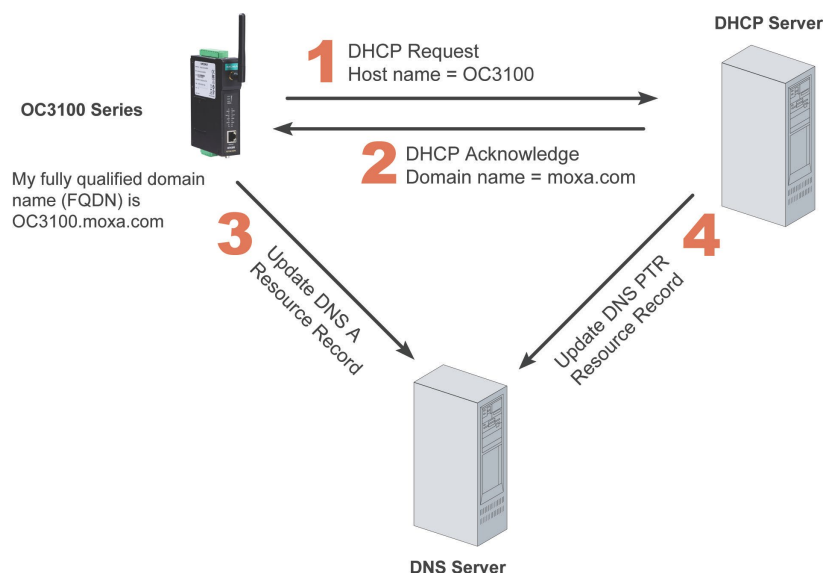 DHCP Server
1
DHCP Request
Host name = OC3100
OC3100 Series
2
DHCP Acknowledge
Domain name = moxa.com
My fully qualified domain
name (FQDN) is
OC3100.moxa.com
3
Update DNS A
Resource Record
4
Update DNS PTR
Resource Record
DNS Server